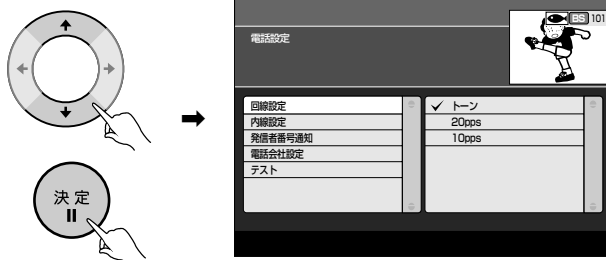 決定
電話設定
BS 101
回線設定
内線設定
発信者番号通知
電話会社設定
テスト
トーン
20pps
10pps